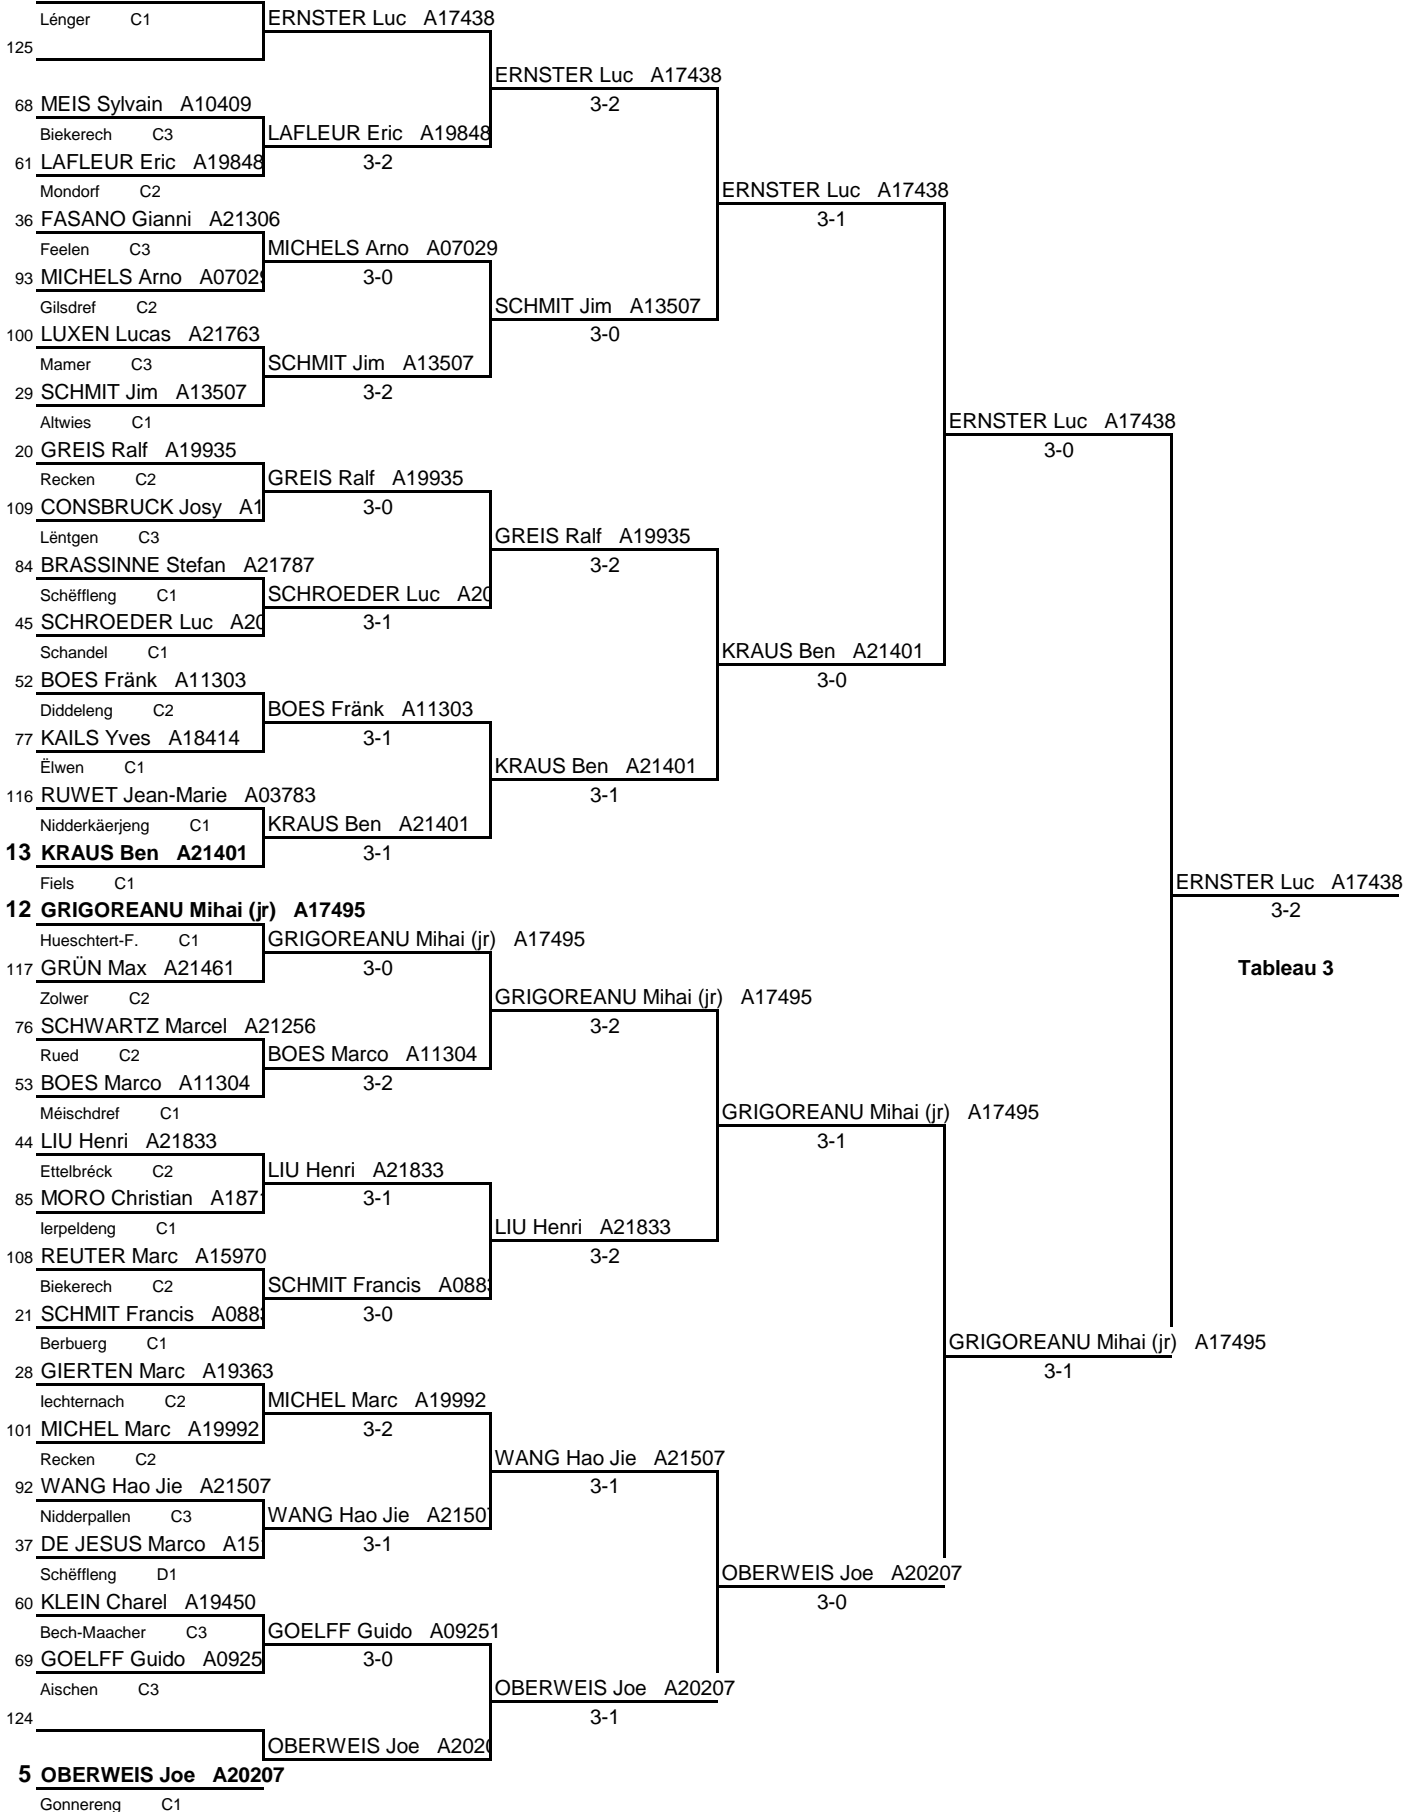 Lénger C1 ERNSTER Luc A17438
125
ERNSTER Luc A17438
68 MEIS Sylvain A10409 3-2
Biekerech C3 LAFLEUR Eric A19848
61 LAFLEUR Eric A19848 3-2
Mondorf C2 ERNSTER Luc A17438
36 FASANO Gianni A21306 3-1
Feelen C3 MICHELS Arno A07029
93 MICHELS Arno A07029 3-0
Gilsdref C2 SCHMIT Jim A13507
100 LUXEN Lucas A21763 3-0
Mamer C3 SCHMIT Jim A13507
29 SCHMIT Jim A13507 3-2
Altwies C1 ERNSTER Luc A17438
20 GREIS Ralf A19935 3-0
Recken C2 GREIS Ralf A19935
109 CONSBRUCK Josy A1 3-0
Lëntgen C3 GREIS Ralf A19935
84 BRASSINNE Stefan A21787 3-2
Schëffleng C1 SCHROEDER Luc A20
45 SCHROEDER Luc A20 3-1
Schandel C1 KRAUS Ben A21401
52 BOES Fränk A11303 3-0
Diddeleng C2 BOES Fränk A11303
77 KAILS Yves A18414 3-1
Ëlwen C1 KRAUS Ben A21401
116 RUWET Jean-Marie A03783 3-1
Nidderkäerjeng C1 KRAUS Ben A21401
13 KRAUS Ben A21401 3-1
Fiels C1 ERNSTER Luc A17438
12 GRIGOREANU Mihai (jr) A17495 3-2
Hueschtert-F. C1 GRIGOREANU Mihai (jr) A17495
117 GRÜN Max A21461 3-0 Tableau 3
Zolwer C2 GRIGOREANU Mihai (jr) A17495
76 SCHWARTZ Marcel A21256 3-2
Rued C2 BOES Marco A11304
53 BOES Marco A11304 3-2
Méischdref C1 GRIGOREANU Mihai (jr) A17495
44 LIU Henri A21833 3-1
Ettelbréck C2 LIU Henri A21833
85 MORO Christian A187 3-1
Ierpeldeng C1 LIU Henri A21833
108 REUTER Marc A15970 3-2
Biekerech C2 SCHMIT Francis A088
21 SCHMIT Francis A088 3-0
Berbuerg C1 GRIGOREANU Mihai (jr) A17495
28 GIERTEN Marc A19363 3-1
Iechternach C2 MICHEL Marc A19992
101 MICHEL Marc A19992 3-2
Recken C2 WANG Hao Jie A21507
92 WANG Hao Jie A21507 3-1
Nidderpallen C3 WANG Hao Jie A21507
37 DE JESUS Marco A15 3-1
Schëffleng D1 OBERWEIS Joe A20207
60 KLEIN Charel A19450 3-0
Bech-Maacher C3 GOELFF Guido A09251
69 GOELFF Guido A0925 3-0
Aischen C3 OBERWEIS Joe A20207
124 3-1
OBERWEIS Joe A2020
5 OBERWEIS Joe A20207
Gonnereng C1